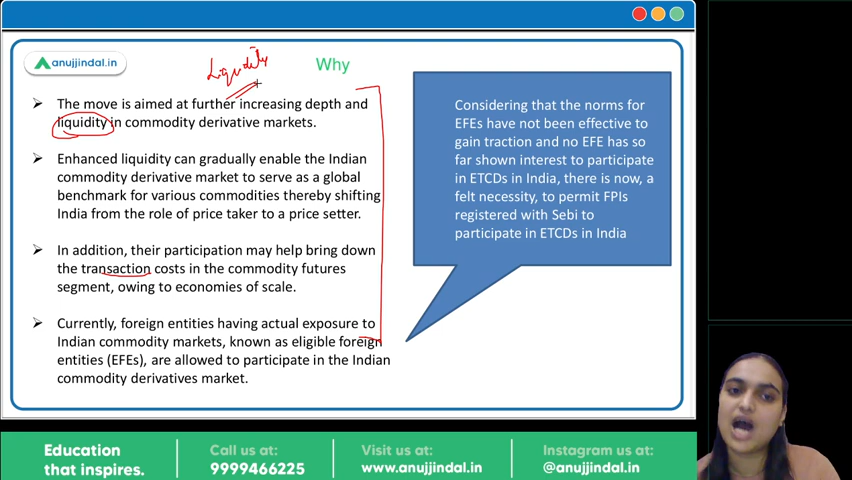 anujjindal.in
Liquidity
Why
➢ The move is aimed at further increasing depth and
liquidity in commodity derivative markets.
➢ Enhanced liquidity can gradually enable the Indian
commodity derivative market to serve as a global
benchmark for various commodities thereby shifting
India from the role of price taker to a price setter.
➢ In addition, their participation may help bring down
the transaction costs in the commodity futures
segment, owing to economies of scale.
➢ Currently, foreign entities having actual exposure to
Indian commodity markets, known as eligible foreign
entities (EFEs), are allowed to participate in the Indian
commodity derivatives market.
Considering that the norms for
EFEs have not been effective to
gain traction and no EFE has so
far shown interest to participate
in ETCDs in India, there is now, a
felt necessity, to permit FPIs
registered with Sebi to
participate in ETCDs in India
Education
that inspires.
Call us at:
9999466225
Visit us at:
www.anujjindal.in
Instagram us at:
@anujjindal.in